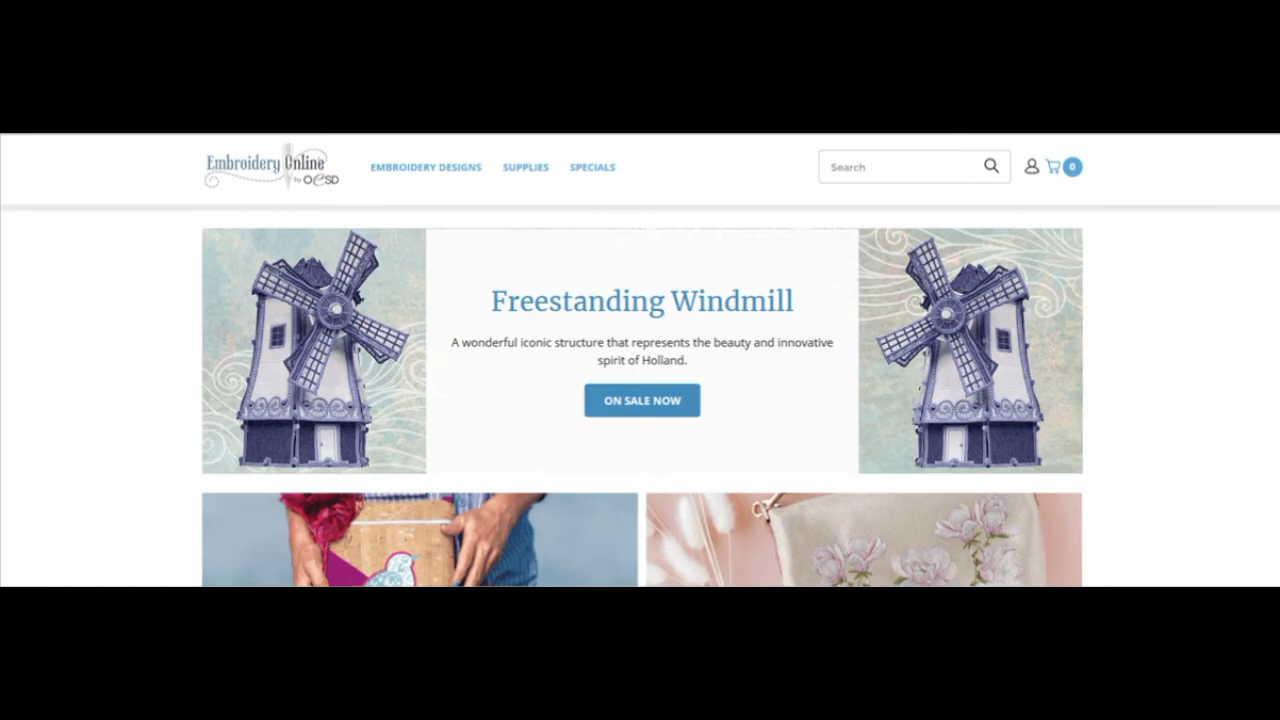 Embroidery Online
by OESD
EMBROIDERY DESIGNS
SUPPLIES
SPECIALS
Search
0
Freestanding Windmill
A wonderful iconic structure that represents the beauty and innovative
spirit of Holland.
ON SALE NOW